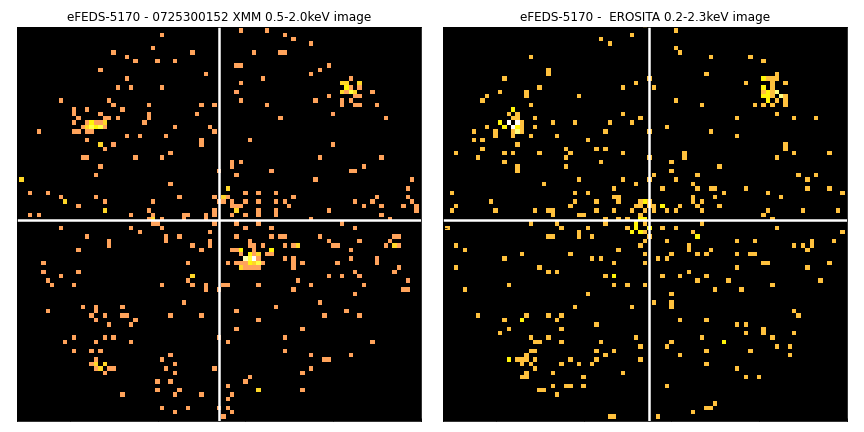 eFEDS-5170 - 0725300152 XMM 0.5-2.0keV image
eFEDS-5170 - EROSITA 0.2-2.3keV image